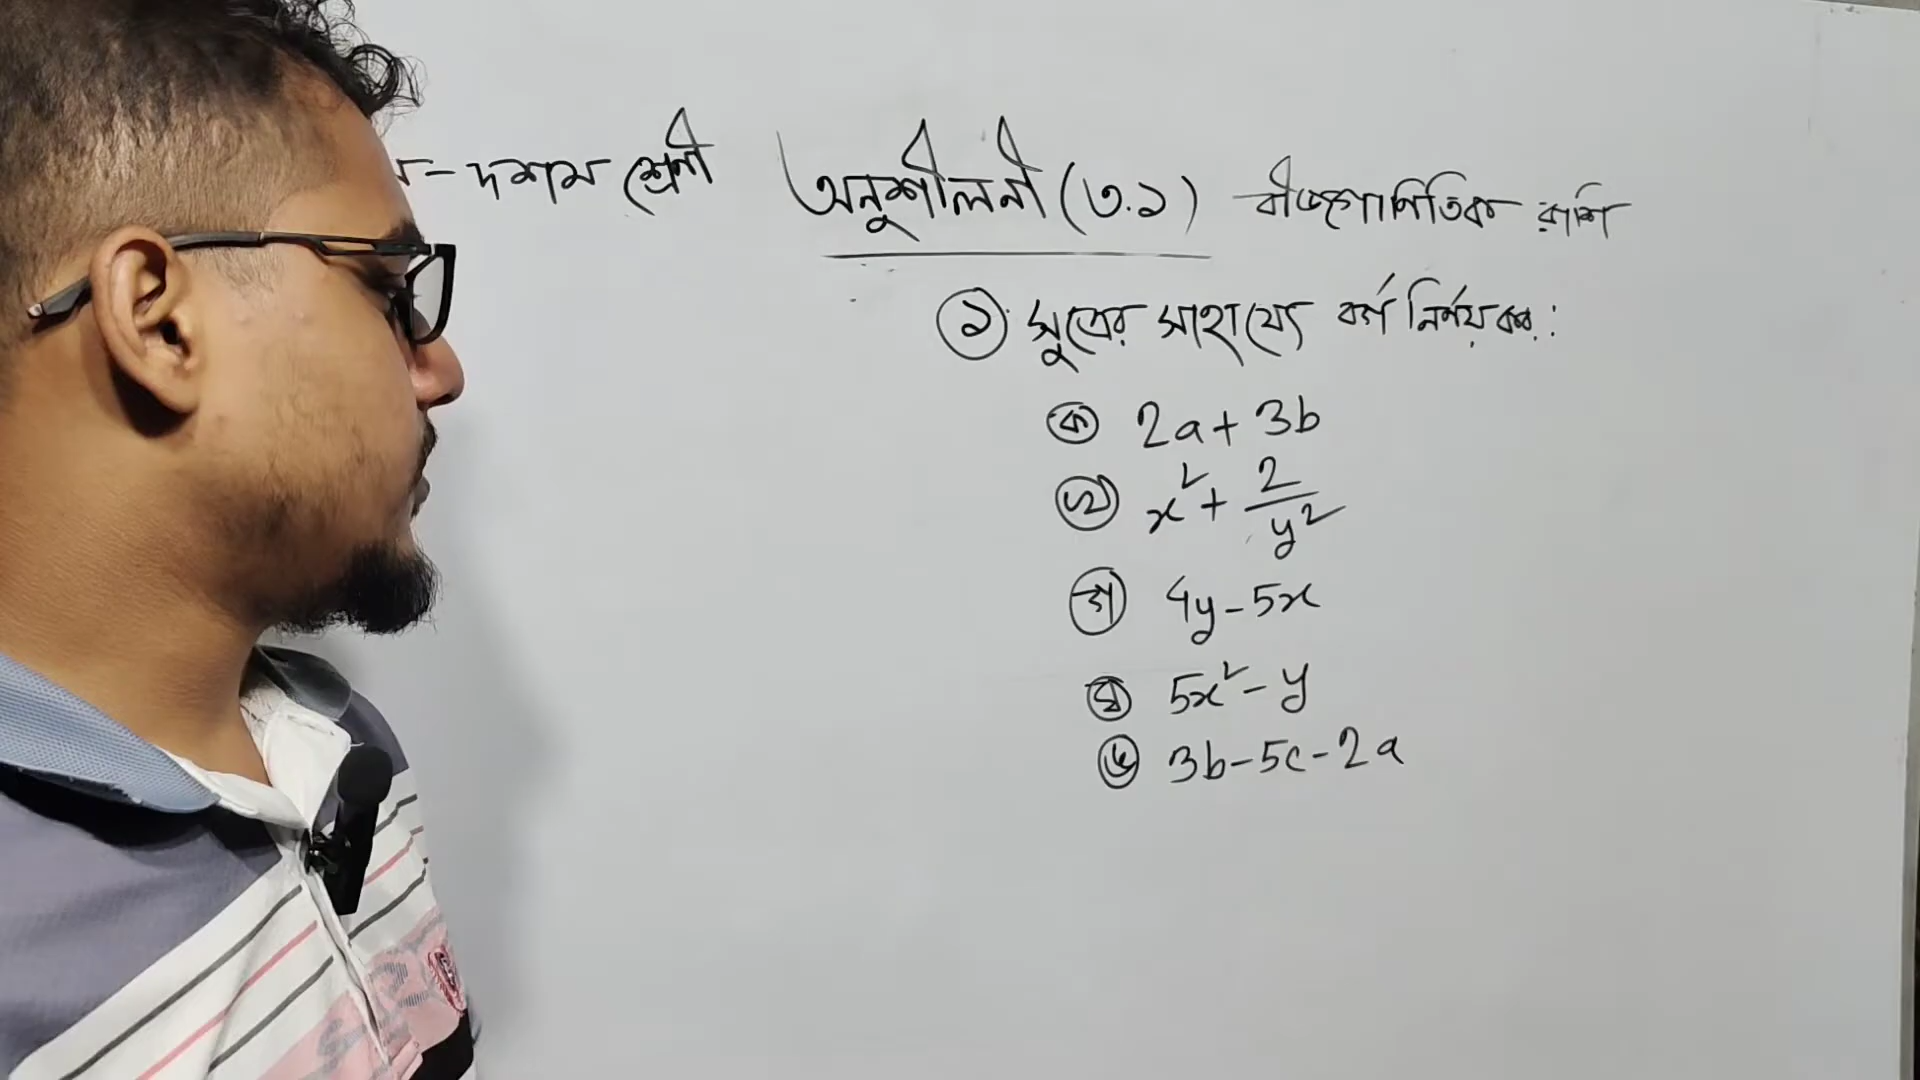 – দশম শ্রেণী অনুশীলনী (৩.১) বীজগাণিতিক রাশি
১. সূত্রের সাহায্যে বর্গ নির্ণয় কর:
ক 2a+3b
খ x²+2/y²
গ 4y-5x
ঘ 5x²-y
ঙ 3b-5c-2a